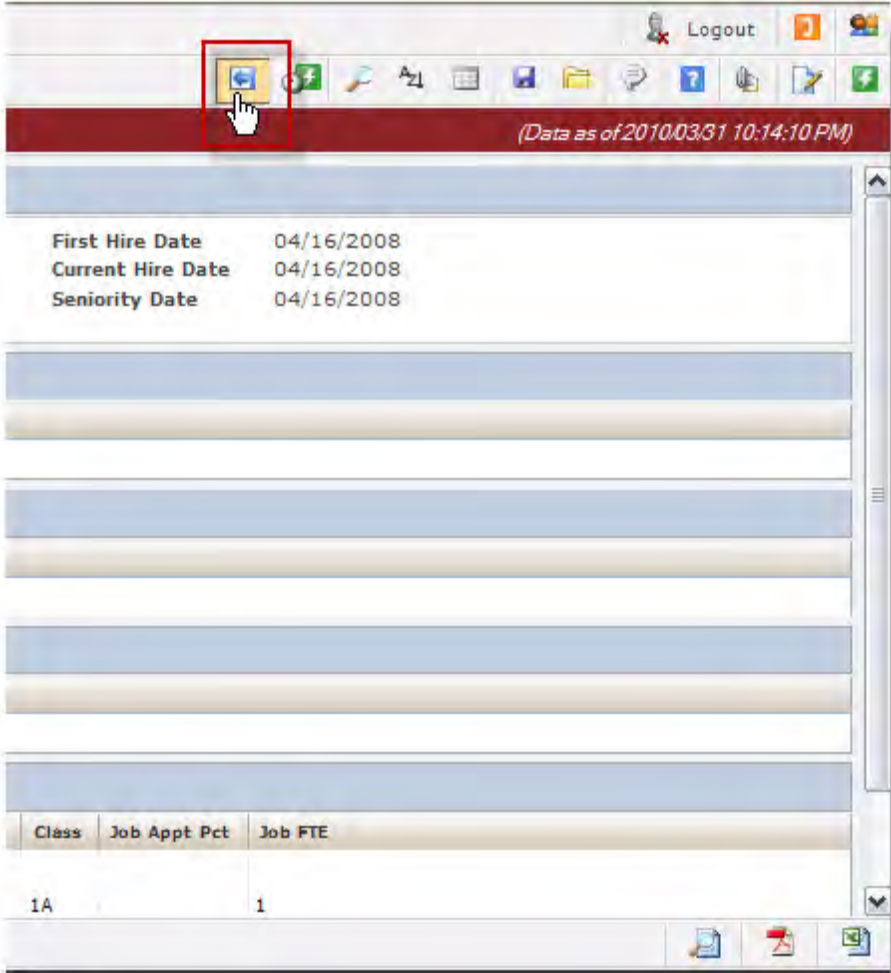 Logout
(Data as of 2010/03/31 10:14:10 PM)
First Hire Date 04/16/2008
Current Hire Date 04/16/2008
Seniority Date 04/16/2008
Class Job Appt Pct Job FTE
1A 1